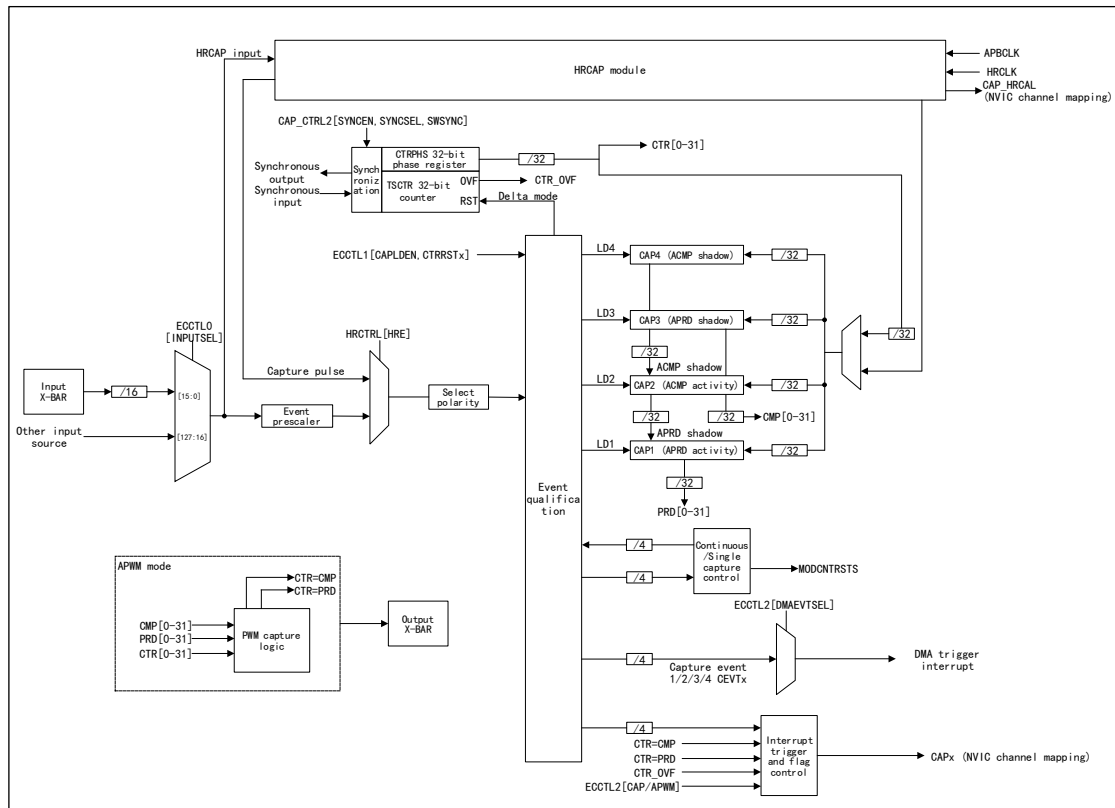 HRCAP input
HRCAP module
APBCLK
HRCLK
CAP_HRCAL
(NVIC channel mapping)
CAP_CTRL2[SYNCEN,SYNCSEL,SWSYNC]
Synchronous
output
Synchronous
input
Synch
roniz
ation
CTRPHS 32-bit
phase register
TSCTR 32-bit
counter
OVF
RST
/32
CTR[0-31]
CTR_OVF
Delta mode
ECCTL1[CAPLDEN,CTRRSTx]
LD4
CAP4 (ACMP shadow)
/32
LD3
CAP3 (APRD shadow)
/32
/32
/32
ACMP shadow
LD2
CAP2 (ACMP activity)
/32
/32
/32
CMP[0-31]
APRD shadow
LD1
CAP1 (APRD activity)
/32
/32
PRD[0-31]
ECCTL0
[INPUTSEL]
HRCTRL[HRE]
Input
X-BAR
/16
[15:0]
Capture pulse
Select
polarity
Other input
source
[127:16]
Event
prescaler
Event
qualifica
tion
/4
/4
Continuous
/Single
capture
control
MODCNTRSTS
APWM mode
CTR=CMP
CTR=PRD
CMP[0-31]
PRD[0-31]
CTR[0-31]
PWM capture
logic
Output
X-BAR
ECCTL2[DMAEVTSEL]
/4
Capture event
1/2/3/4 CEVTx
DMA trigger
interrupt
/4
CTR=CMP
CTR=PRD
CTR_OVF
ECCTL2[CAP/APWM]
Interrupt
trigger
and flag
control
CAPx (NVIC channel mapping)